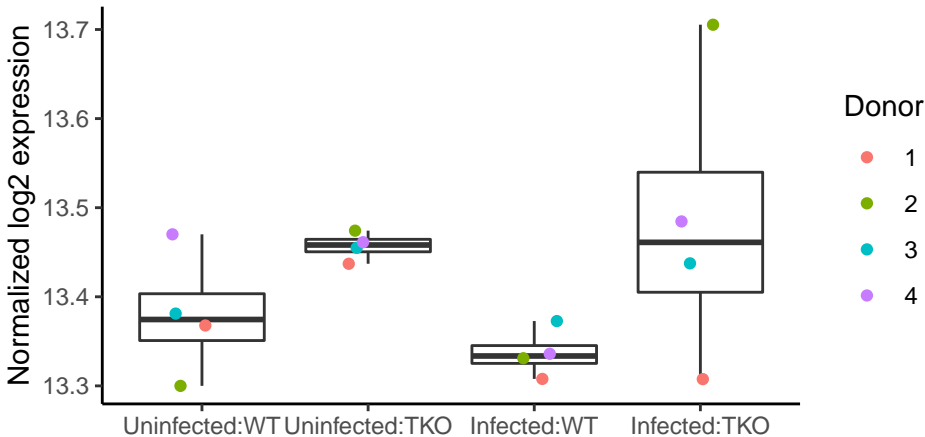 Normalized log2 expression
13.7
13.6
13.5
13.4
13.3
Uninfected:WT
Uninfected:TKO
Infected:WT
Infected:TKO
Donor
1
2
3
4